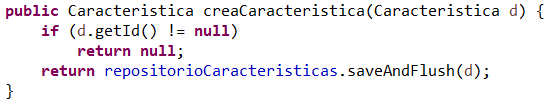 public Caracteristica creaCaracteristica(Caracteristica d) {
    if (d.getId() != null)
        return null;
    return repositorioCaracteristicas.saveAndFlush(d);
}